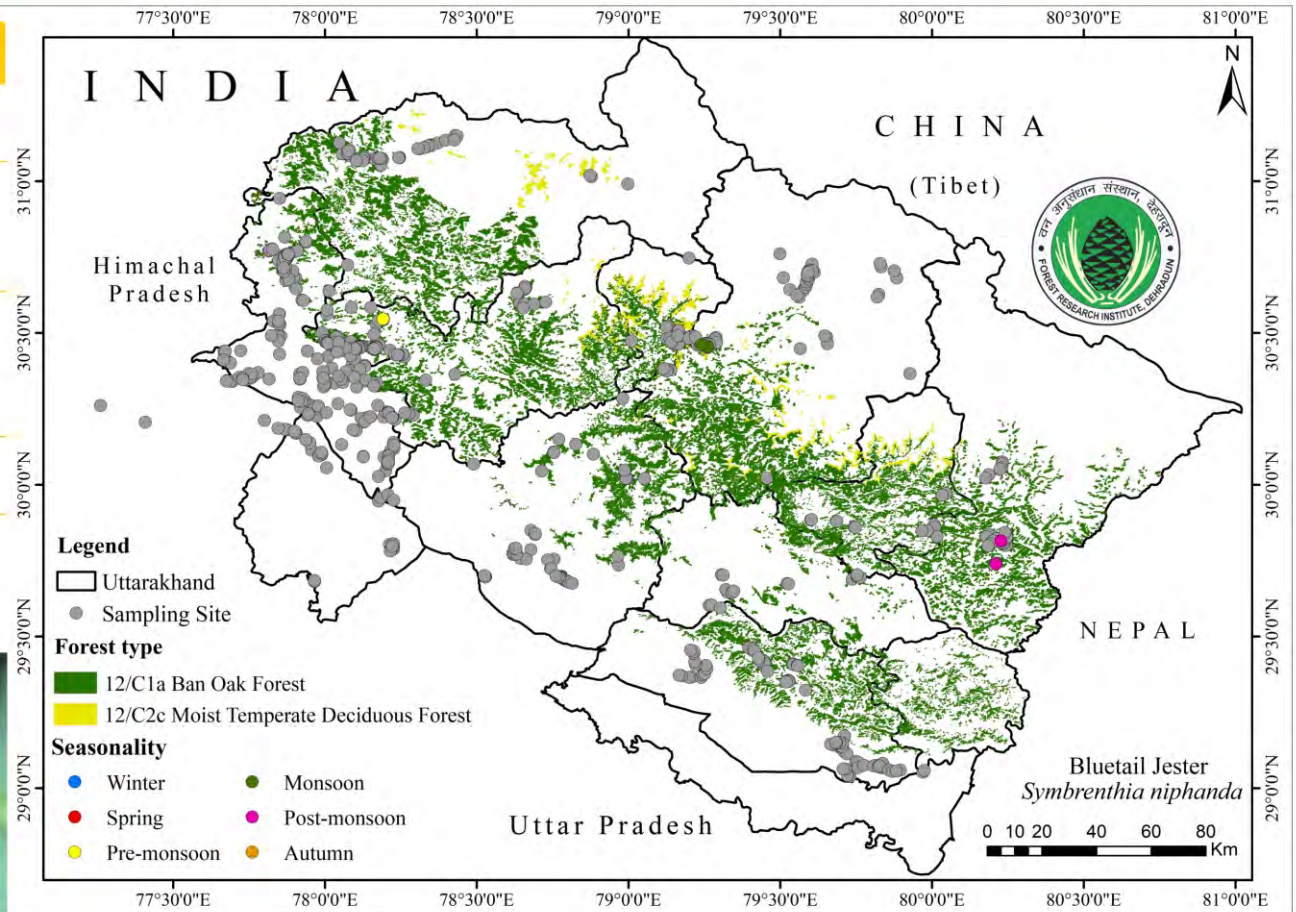 77°30'0"E 78°0'0"E 78°30'0"E 79°0'0"E 79°30'0"E 80°0'0"E 80°30'0"E 81°0'0"E
INDIA
N
CHINA
(Tibet)
31°0'0"N
31°0'0"N
वन अनुसंधान संस्थान, देहरादून
FOREST RESEARCH INSTITUTE, DEHRADUN
Himachal
Pradesh
30°30'0"N
30°30'0"N
30°0'0"N
30°0'0"N
Legend
Uttarakhand
Sampling Site
Forest type
12/C1a Ban Oak Forest
12/C2c Moist Temperate Deciduous Forest
Seasonality
Winter
Monsoon
Spring
Post-monsoon
Pre-monsoon
Autumn
29°30'0"N
29°30'0"N
NEPAL
29°0'0"N
29°0'0"N
Uttar Pradesh
Bluetail Jester
Symbrenthia niphanda
0 10 20 40 60 80
Km
77°30'0"E 78°0'0"E 78°30'0"E 79°0'0"E 79°30'0"E 80°0'0"E 80°30'0"E 81°0'0"E